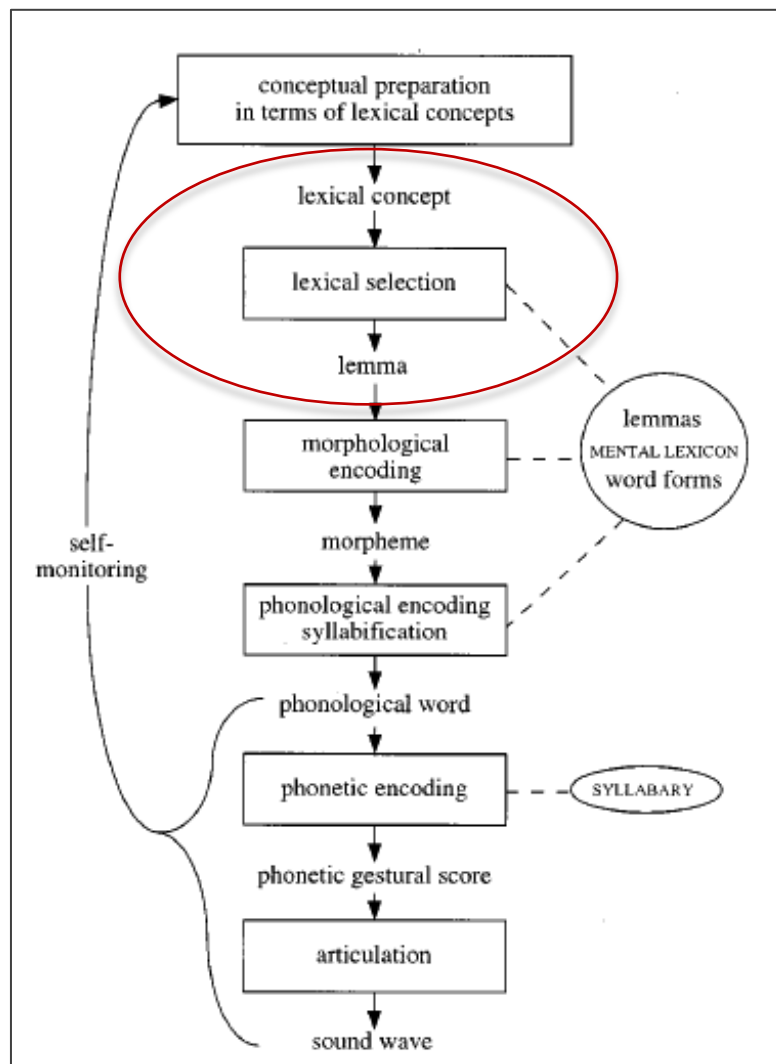 conceptual preparation
in terms of lexical concepts
lexical concept
lexical selection
lemma
lemmas
MENTAL LEXICON
word forms
morphological
encoding
morpheme
self-
monitoring
phonological encoding
syllabification
phonological word
phonetic encoding
SYLLABARY
phonetic gestural score
articulation
sound wave